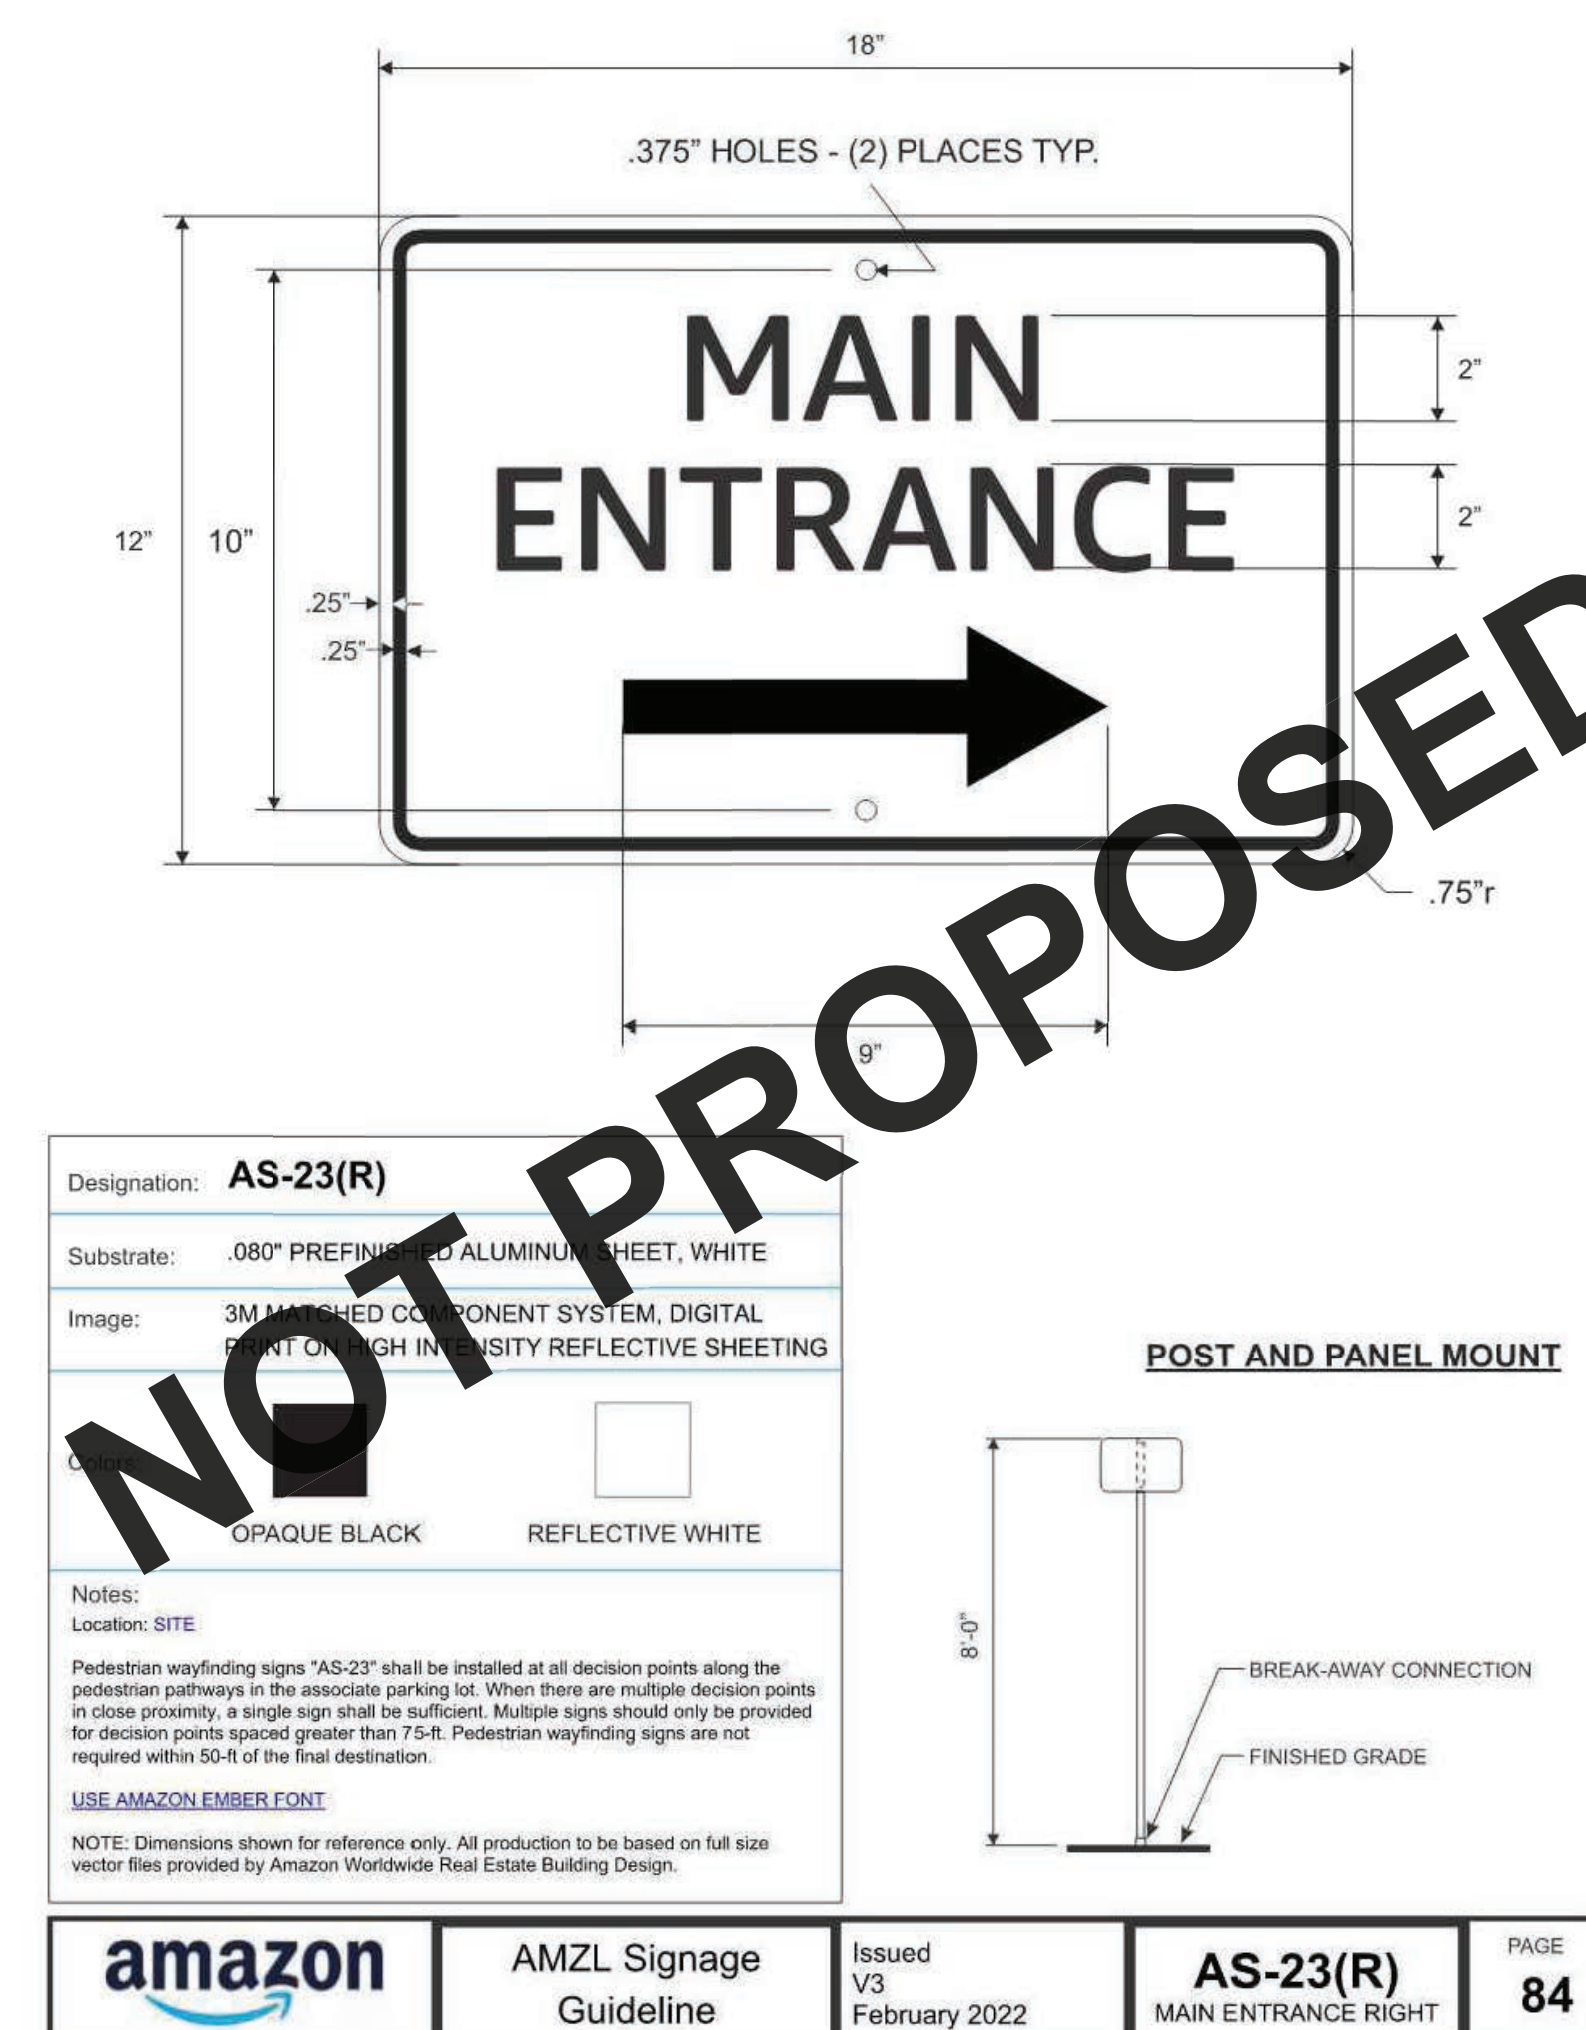 18”
.375” HOLES - (2) PLACES TYP.
MAIN
ENTRANCE
2”
2”
12”
10”
.25”
.25”
.75”r
9”
NOT PROPOSED
Designation: AS-23(R)
Substrate: .080" PREFINISHED ALUMINUM SHEET, WHITE
Image: 3M MATCHED COMPONENT SYSTEM, DIGITAL
PRINT ON HIGH INTENSITY REFLECTIVE SHEETING
Colors:
OPAQUE BLACK REFLECTIVE WHITE
Notes:
Location: SITE
Pedestrian wayfinding signs "AS-23" shall be installed at all decision points along the
pedestrian pathways in the associate parking lot. When there are multiple decision points
in close proximity, a single sign shall be sufficient. Multiple signs should only be provided
for decision points spaced greater than 75-ft. Pedestrian wayfinding signs are not
required within 50-ft of the final destination.
USE AMAZON EMBER FONT
NOTE: Dimensions shown for reference only. All production to be based on full size
vector files provided by Amazon Worldwide Real Estate Building Design.
POST AND PANEL MOUNT
8'-0”
BREAK-AWAY CONNECTION
FINISHED GRADE
amazon
AMZL Signage
Guideline
Issued
V3
February 2022
AS-23(R)
MAIN ENTRANCE RIGHT
PAGE
84